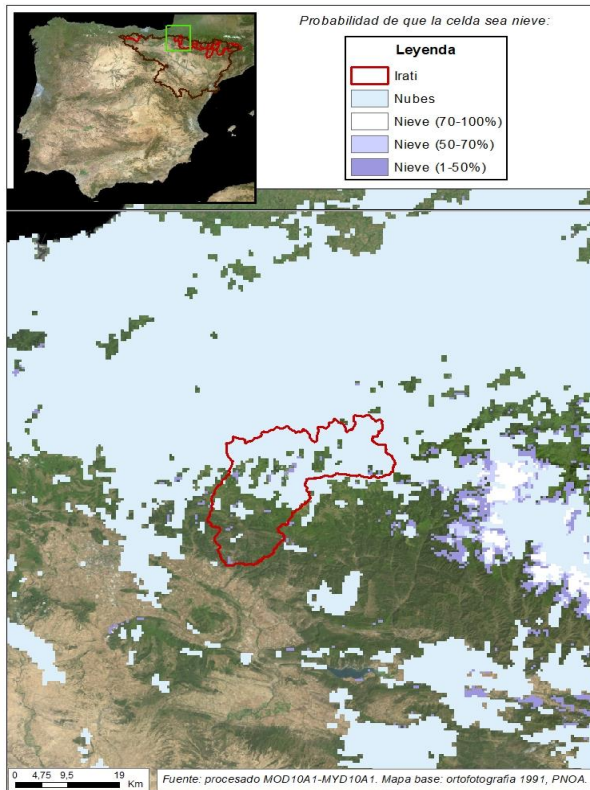 Probabilidad de que la celda sea nieve:
Leyenda
Irati
Nubes
Nieve (70-100%)
Nieve (50-70%)
Nieve (1-50%)
0 4,75 9,5 19
Km
Fuente: procesado MOD10A1-MYD10A1. Mapa base: ortofotografia 1991, PNOA.